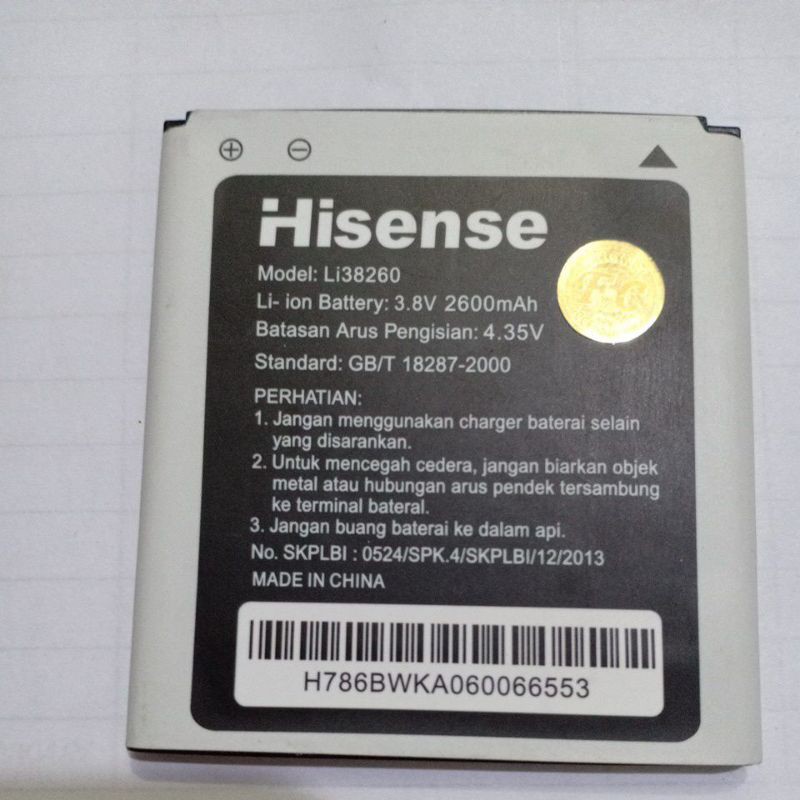 Hisense
Model: Li38260
Li- ion Battery: 3.8V 2600mAh
Batasan Arus Pengisian: 4.35V
Standard: GB/T 18287-2000
PERHATIAN:
1. Jangan menggunakan charger baterai selain
yang disarankan.
2. Untuk mencegah cedera, jangan biarkan objek
metal atau hubungan arus pendek tersambung
ke terminal bateral.
3. Jangan buang baterai ke dalam api.
No. SKPLBI : 0524/SPK.4/SKPLBI/12/2013
MADE IN CHINA
H786BWKA060066553